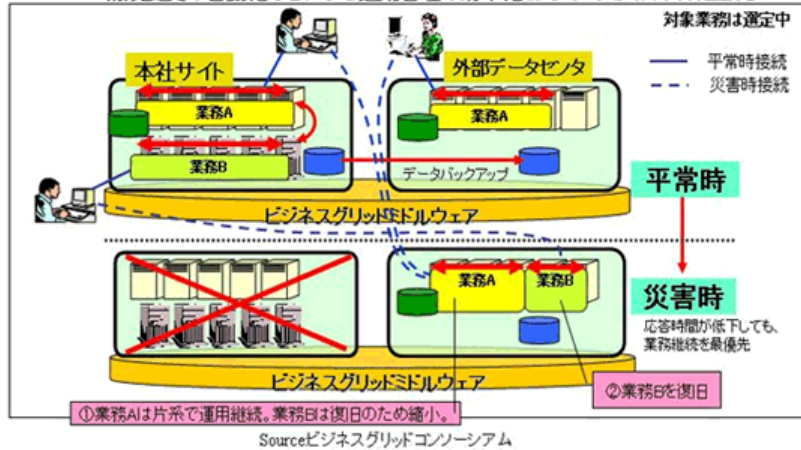 対象業務は選定中
平常時接続
災害時接続
本社サイト
外部データセンタ
業務A
業務A
業務B
データバックアップ
平常時
ビジネスグリッドミドルウェア
業務A
業務B
災害時
応答時間が低下しても、
業務継続を最優先
ビジネスグリッドミドルウェア
②業務Bを復旧
①業務Aは片系で運用継続。業務Bは復旧のため縮小。
Sourceビジネスグリッドコンソーシアム